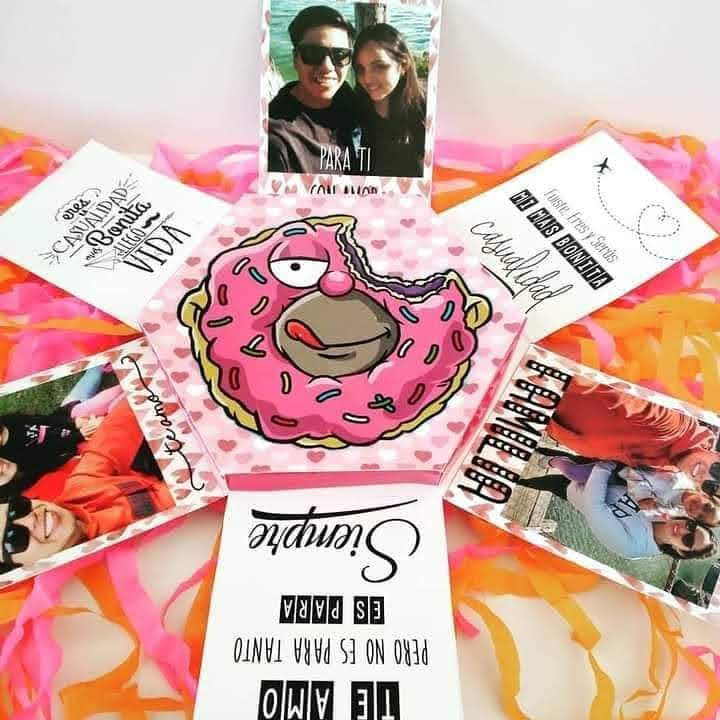 PARA TI
CON AMOR
eres
CASUALIDAD
más Bonita
VIDA
Fuiste, Eres y Serás
MI MAS BONITA
casualidad
te amo
FAMILIA
TE AMO
PERO NO ES PARA TANTO
ES PARA
Siempre